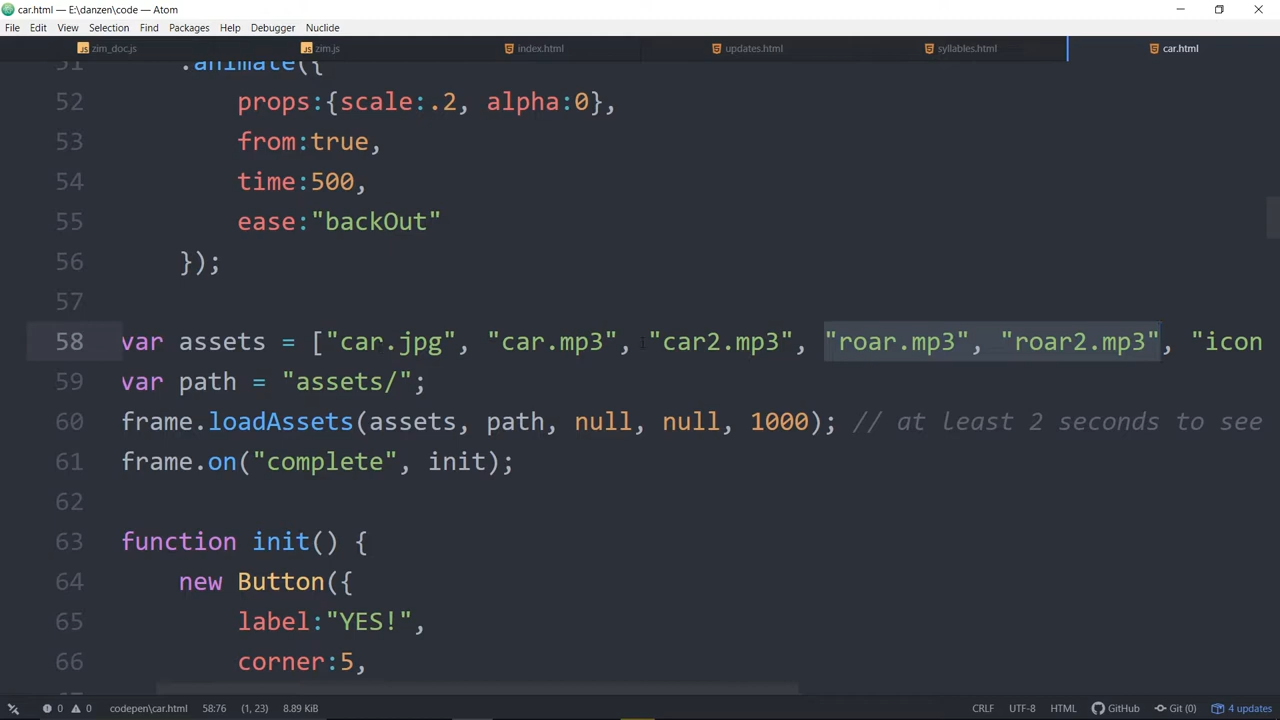 car.html — E:\danzen\code — Atom
File Edit View Selection Find Packages Help Debugger Nuclide
zim_doc.js zim.js index.html updates.html syllables.html car.html
51 .animate({
52 props:{scale:.2, alpha:0},
53 from:true,
54 time:500,
55 ease:"backOut"
56 });
57
58 var assets = ["car.jpg", "car.mp3", "car2.mp3", "roar.mp3", "roar2.mp3", "icon
59 var path = "assets/";
60 frame.loadAssets(assets, path, null, null, 1000); // at least 2 seconds to see
61 frame.on("complete", init);
62
63 function init() {
64 new Button({
65 label:"YES!",
66 corner:5,
0 0 codepen\car.html 58:76 (1, 23) 8.89 KiB CRLF UTF-8 HTML GitHub Git (0) 4 updates